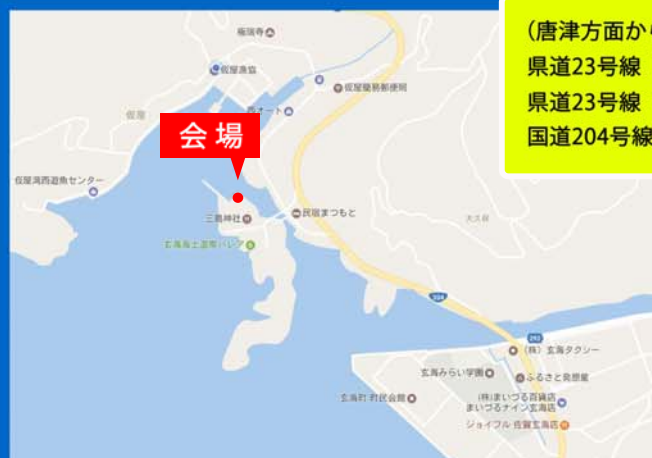 (唐津方面から
県道23号線
県道23号線
国道204号線
極瑞寺
仮屋漁協
仮屋簡易郵便局
仮屋
西オート
会場
仮屋湾西遊魚センター
三島神社
民宿まつもと
大久保
玄海海上温泉パレア
204
292
(株) 玄海タクシー
玄海みらい学園
ふるさと発想館
玄海町 町民会館
(株)まいづる百貨店
まいづるナイン玄海店
ジョイフル 佐賀玄海店